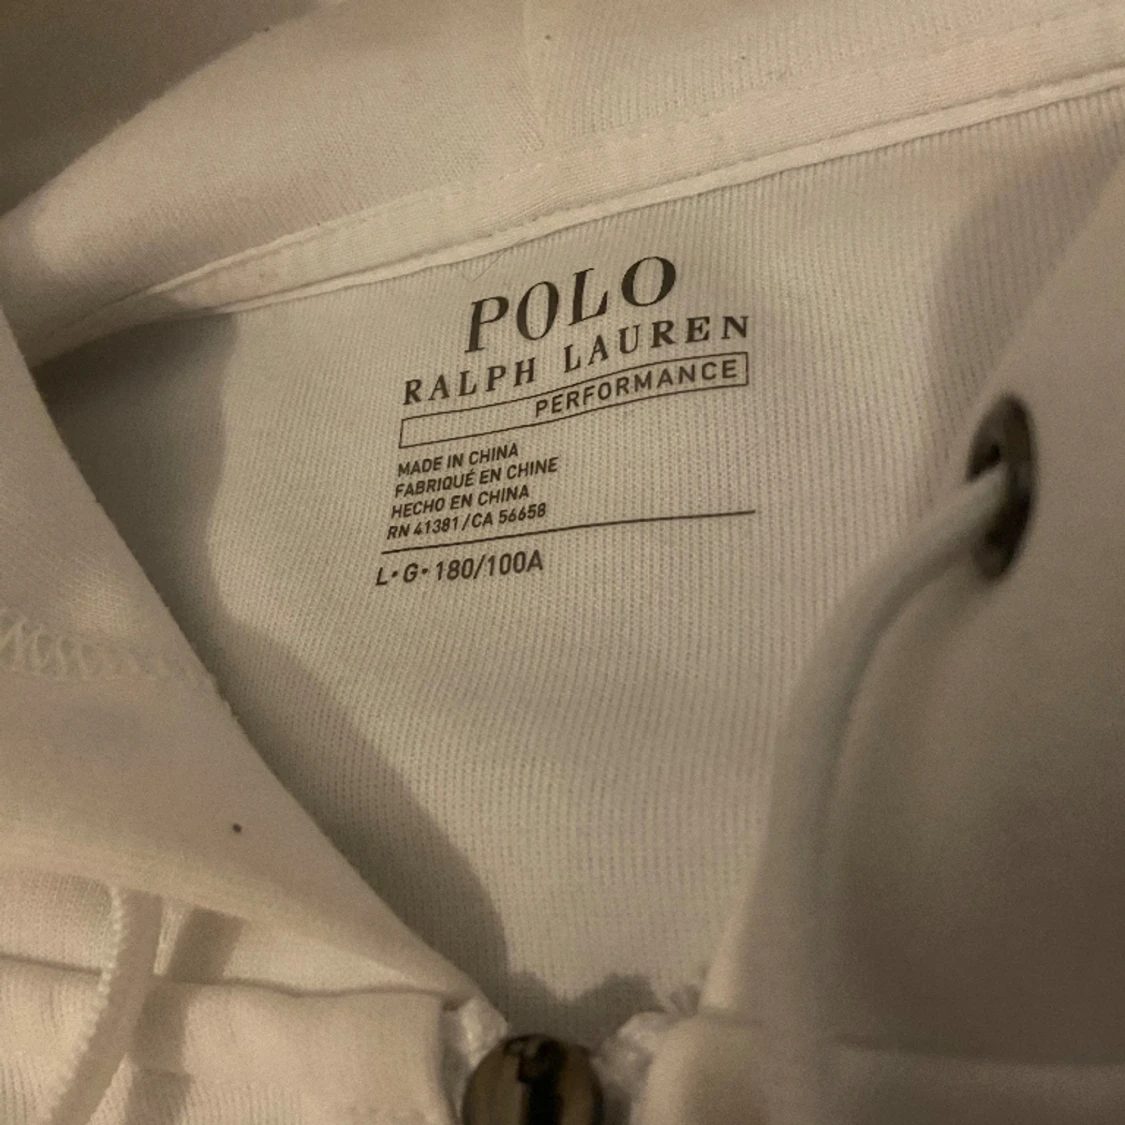 POLO
RALPH LAUREN
PERFORMANCE
MADE IN CHINA
FABRIQUÉ EN CHINE
HECHO EN CHINA
RN 41381/CA 56658
L•G•180/100A